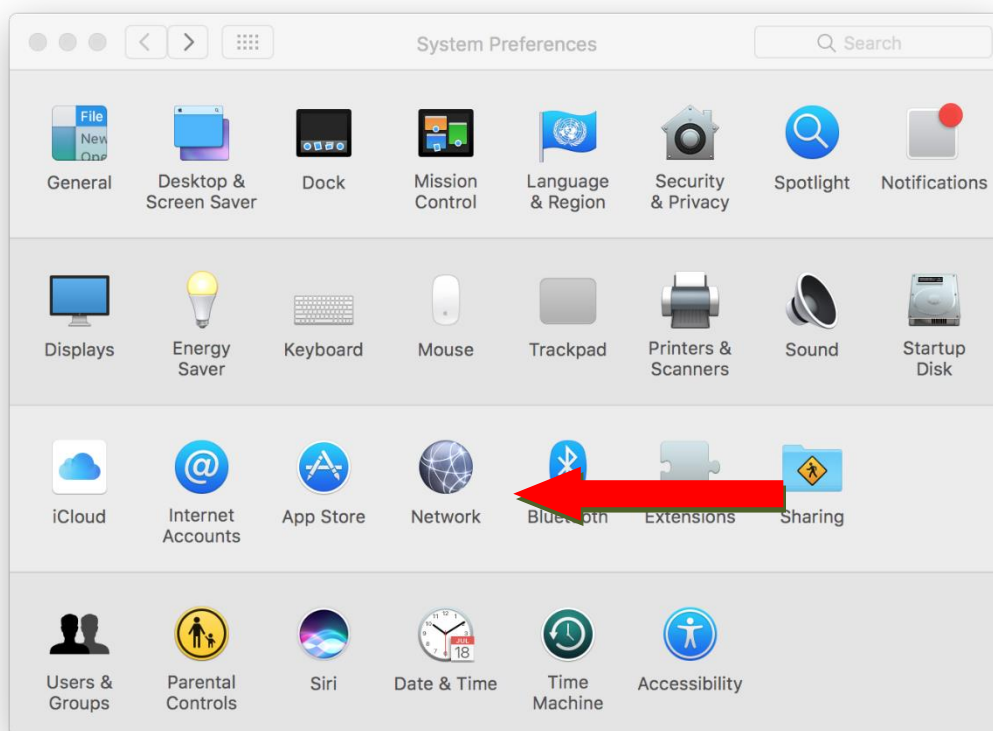 System Preferences
Search
File
New
Ope
General
Desktop &
Screen Saver
Dock
Mission
Control
Language
& Region
Security
& Privacy
Spotlight
Notifications
Displays
Energy
Saver
Keyboard
Mouse
Trackpad
Printers &
Scanners
Sound
Startup
Disk
iCloud
Internet
Accounts
App Store
Network
Bluetooth
Extensions
Sharing
Users &
Groups
Parental
Controls
Siri
JUL
18
Date & Time
Time
Machine
Accessibility